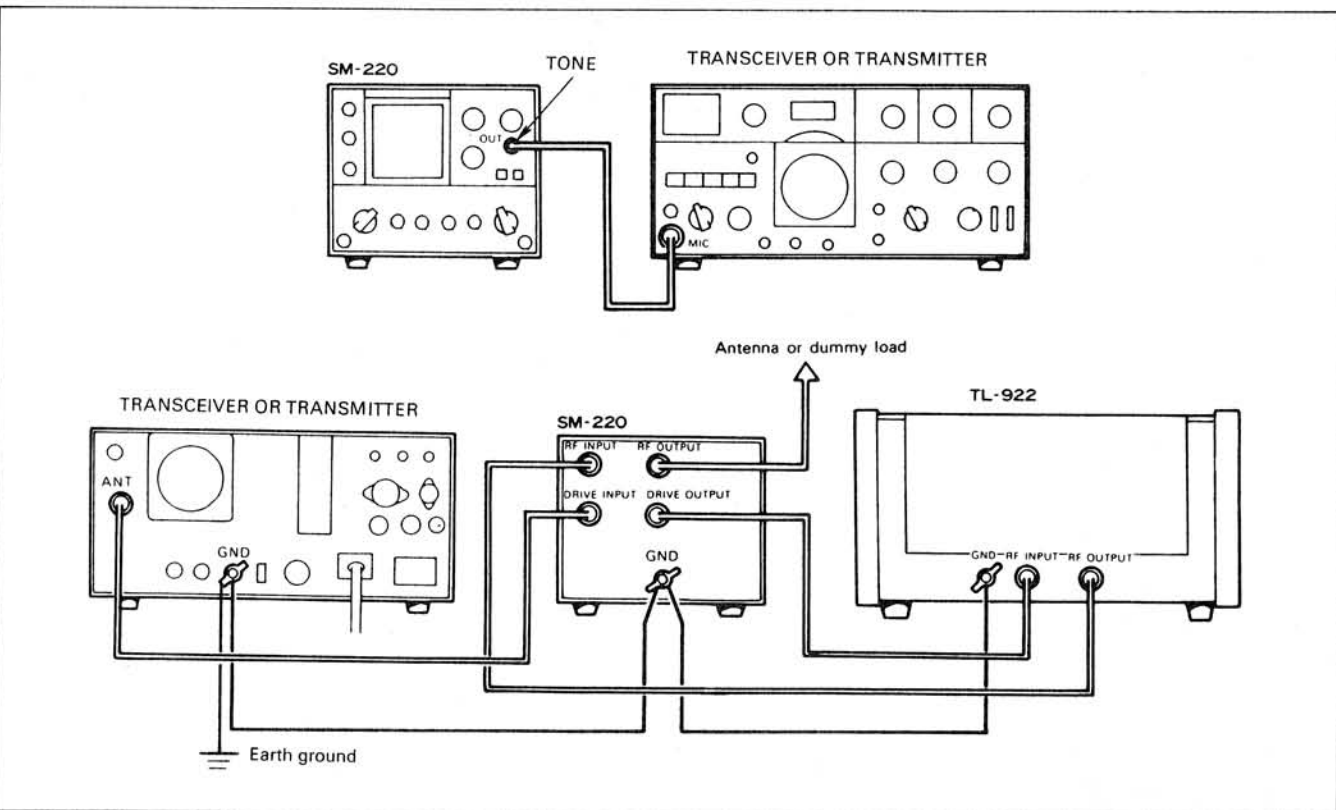 SM-220
TONE
TRANSCEIVER OR TRANSMITTER
OUT
MIC
Antenna or dummy load
TRANSCEIVER OR TRANSMITTER
SM-220
TL-922
RF INPUT RF OUTPUT
ANT
DRIVE INPUT DRIVE OUTPUT
GND
GND
GND RF INPUT RF OUTPUT
Earth ground